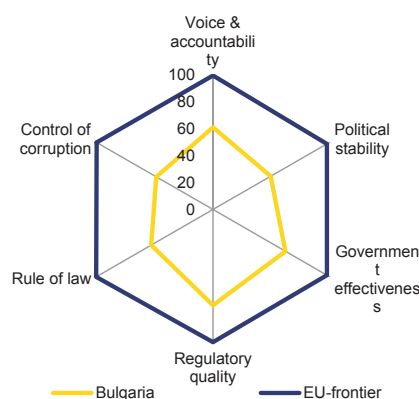 Voice &
accountabili
ty
100
80
60
40
20
0
Political
stability
Governmen
t
effectivenes
s
Regulatory
quality
Rule of law
Control of
corruption
Bulgaria
EU-frontier